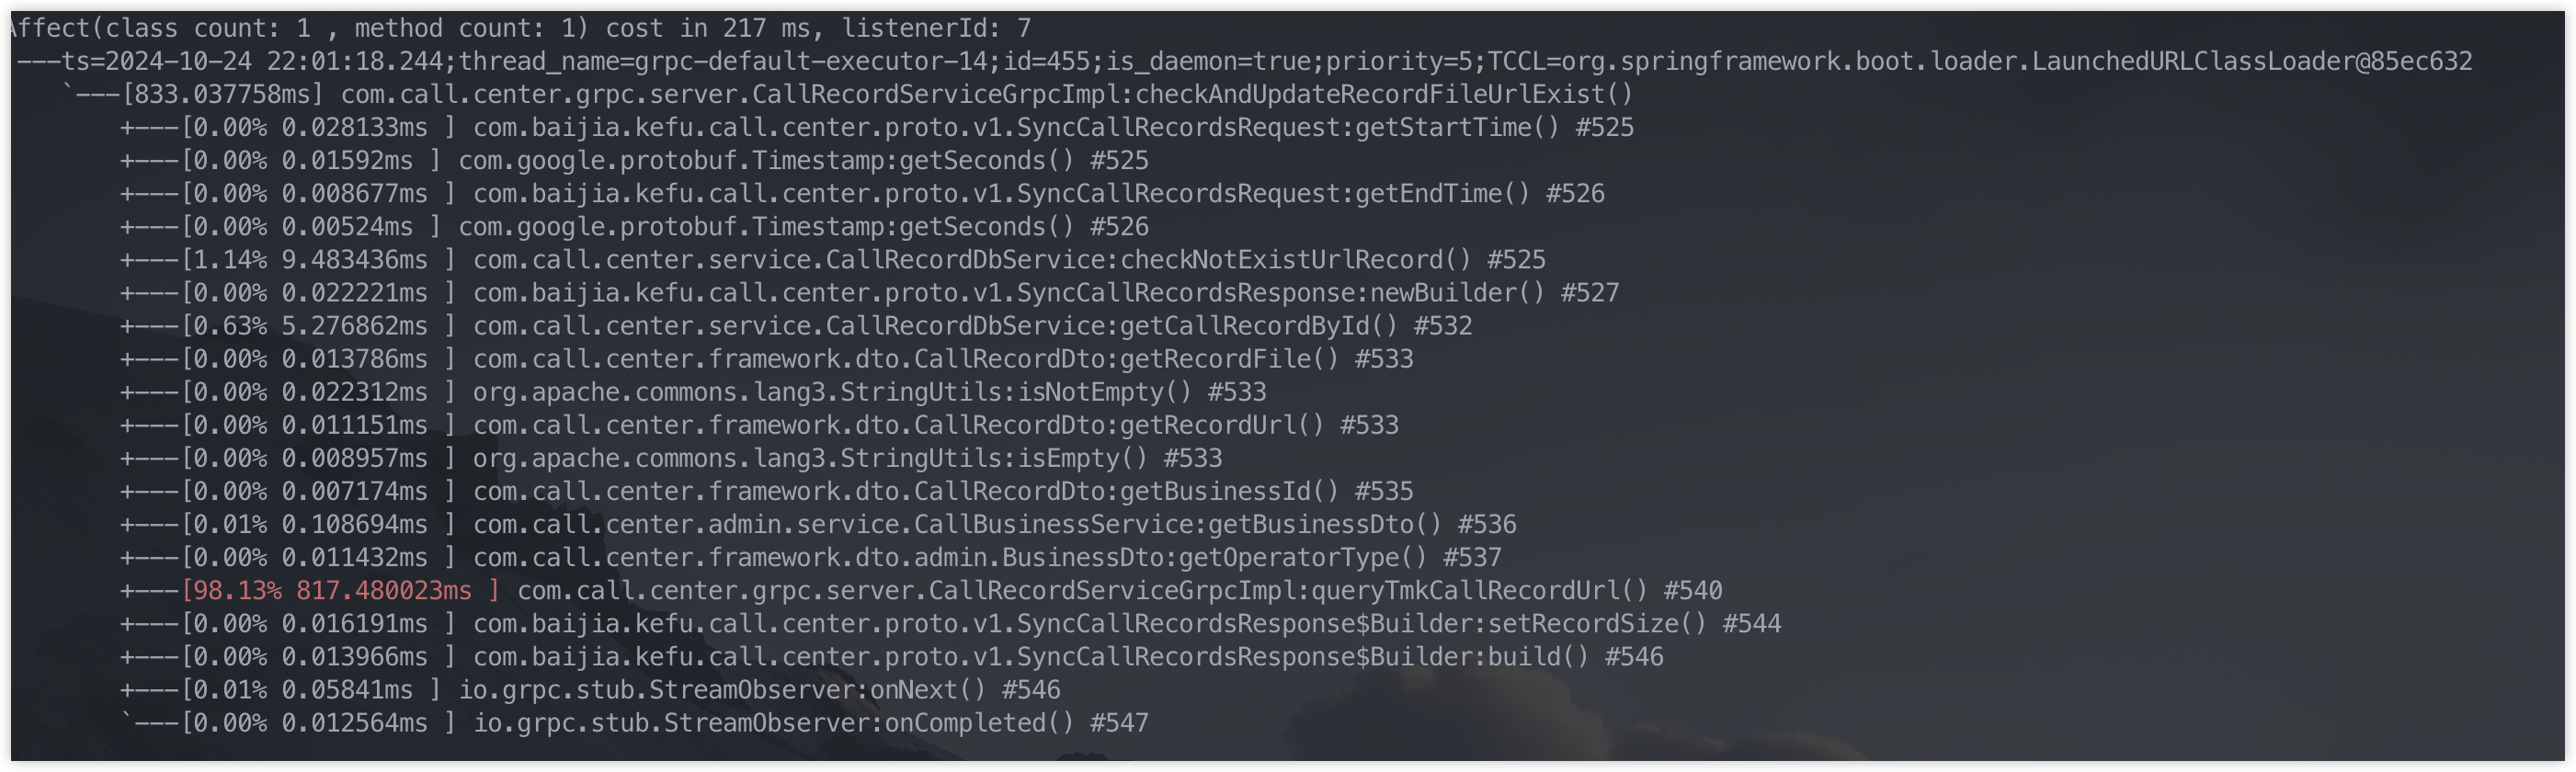 Affect(class count: 1 , method count: 1) cost in 217 ms, listenerId: 7
---ts=2024-10-24 22:01:18.244;thread_name=grpc-default-executor-14;id=455;is_daemon=true;priority=5;TCCL=org.springframework.boot.loader.LaunchedURLClassLoader@85ec632
`---[833.037758ms] com.call.center.grpc.server.CallRecordServiceGrpcImpl:checkAndUpdateRecordFileUrlExist()
+---[0.00% 0.028133ms ] com.baijia.kefu.call.center.proto.v1.SyncCallRecordsRequest:getStartTime() #525
+---[0.00% 0.01592ms ] com.google.protobuf.Timestamp:getSeconds() #525
+---[0.00% 0.008677ms ] com.baijia.kefu.call.center.proto.v1.SyncCallRecordsRequest:getEndTime() #526
+---[0.00% 0.00524ms ] com.google.protobuf.Timestamp:getSeconds() #526
+---[1.14% 9.483436ms ] com.call.center.service.CallRecordDbService:checkNotExistUrlRecord() #525
+---[0.00% 0.022221ms ] com.baijia.kefu.call.center.proto.v1.SyncCallRecordsResponse:newBuilder() #527
+---[0.63% 5.276862ms ] com.call.center.service.CallRecordDbService:getCallRecordById() #532
+---[0.00% 0.013786ms ] com.call.center.framework.dto.CallRecordDto:getRecordFile() #533
+---[0.00% 0.022312ms ] org.apache.commons.lang3.StringUtils:isNotEmpty() #533
+---[0.00% 0.011151ms ] com.call.center.framework.dto.CallRecordDto:getRecordUrl() #533
+---[0.00% 0.008957ms ] org.apache.commons.lang3.StringUtils:isEmpty() #533
+---[0.00% 0.007174ms ] com.call.center.framework.dto.CallRecordDto:getBusinessId() #535
+---[0.01% 0.108694ms ] com.call.center.admin.service.CallBusinessService:getBusinessDto() #536
+---[0.00% 0.011432ms ] com.call.center.framework.dto.admin.BusinessDto:getOperatorType() #537
+---[98.13% 817.480023ms ] com.call.center.grpc.server.CallRecordServiceGrpcImpl:queryTmkCallRecordUrl() #540
+---[0.00% 0.016191ms ] com.baijia.kefu.call.center.proto.v1.SyncCallRecordsResponse$Builder:setRecordSize() #544
+---[0.00% 0.013966ms ] com.baijia.kefu.call.center.proto.v1.SyncCallRecordsResponse$Builder:build() #546
+---[0.01% 0.05841ms ] io.grpc.stub.StreamObserver:onNext() #546
`---[0.00% 0.012564ms ] io.grpc.stub.StreamObserver:onCompleted() #547